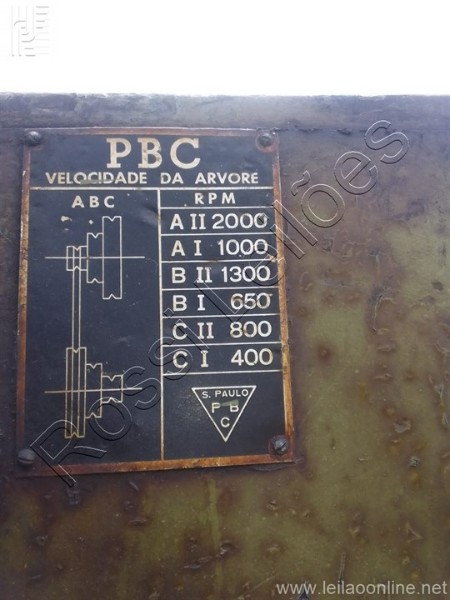 PBC
VELOCIDADE DA ARVORE
A B C
RPM
A II 2000
A I 1000
B II 1300
B I 650
C II 800
C I 400
S. PAULO
P B
C
Rossi Leilões
www.leilaoonline.net